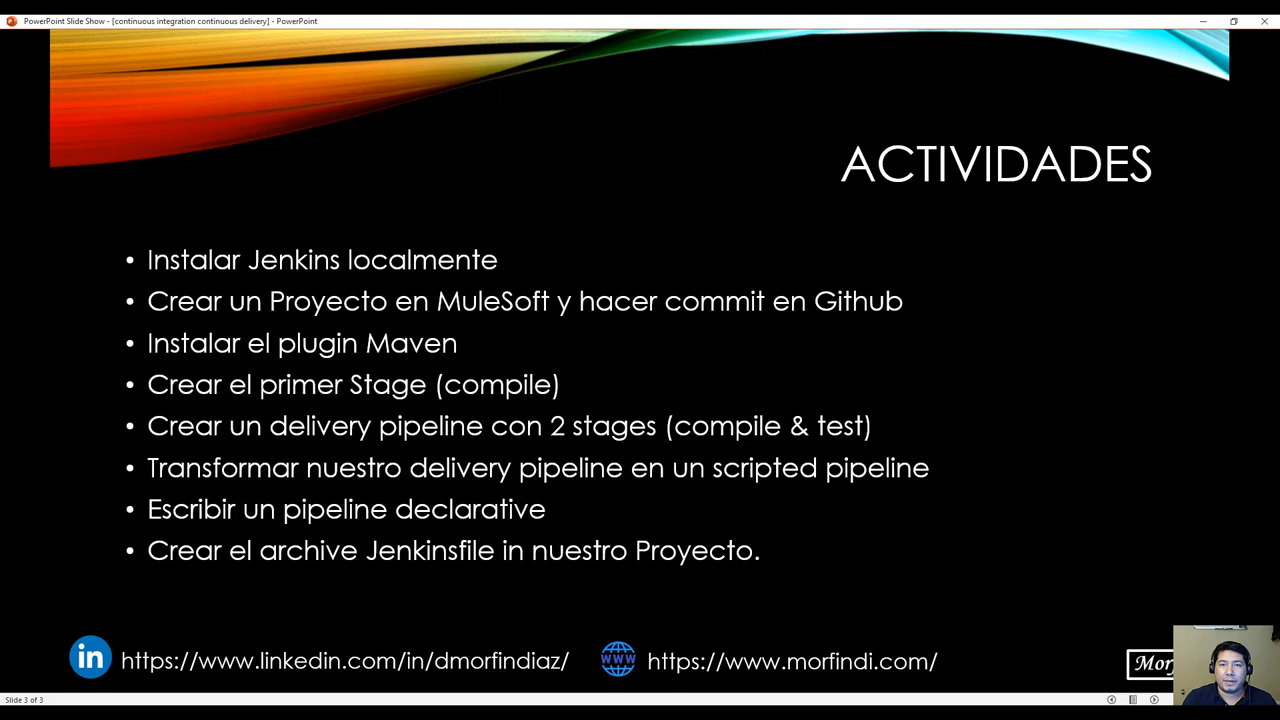 PowerPoint Slide Show - [continuous integration continuous delivery] - PowerPoint
ACTIVIDADES
• Instalar Jenkins localmente
• Crear un Proyecto en MuleSoft y hacer commit en Github
• Instalar el plugin Maven
• Crear el primer Stage (compile)
• Crear un delivery pipeline con 2 stages (compile & test)
• Transformar nuestro delivery pipeline en un scripted pipeline
• Escribir un pipeline declarative
• Crear el archive Jenkinsfile in nuestro Proyecto.
in https://www.linkedin.com/in/dmorfindiaz/
WWW https://www.morfindi.com/
Slide 3 of 3